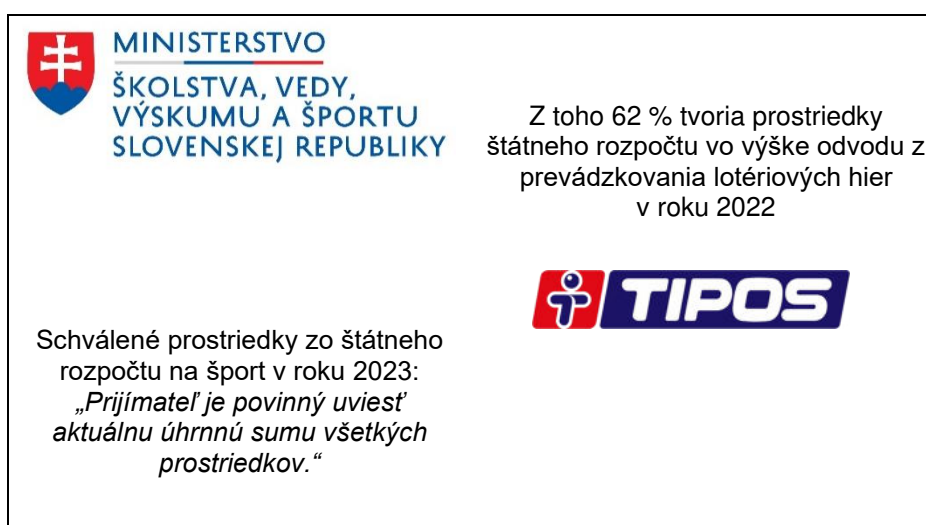 MINISTERSTVO
ŠKOLSTVA, VEDY,
VÝSKUMU A ŠPORTU
SLOVENSKEJ REPUBLIKY
Schválené prostriedky zo štátneho
rozpočtu na šport v roku 2023:
„Prijímateľ je povinný uviesť
aktuálnu úhrnnú sumu všetkých
prostriedkov.“
Z toho 62 % tvoria prostriedky
štátneho rozpočtu vo výške odvodu z
prevádzkovania lotériových hier
v roku 2022
TIPOS